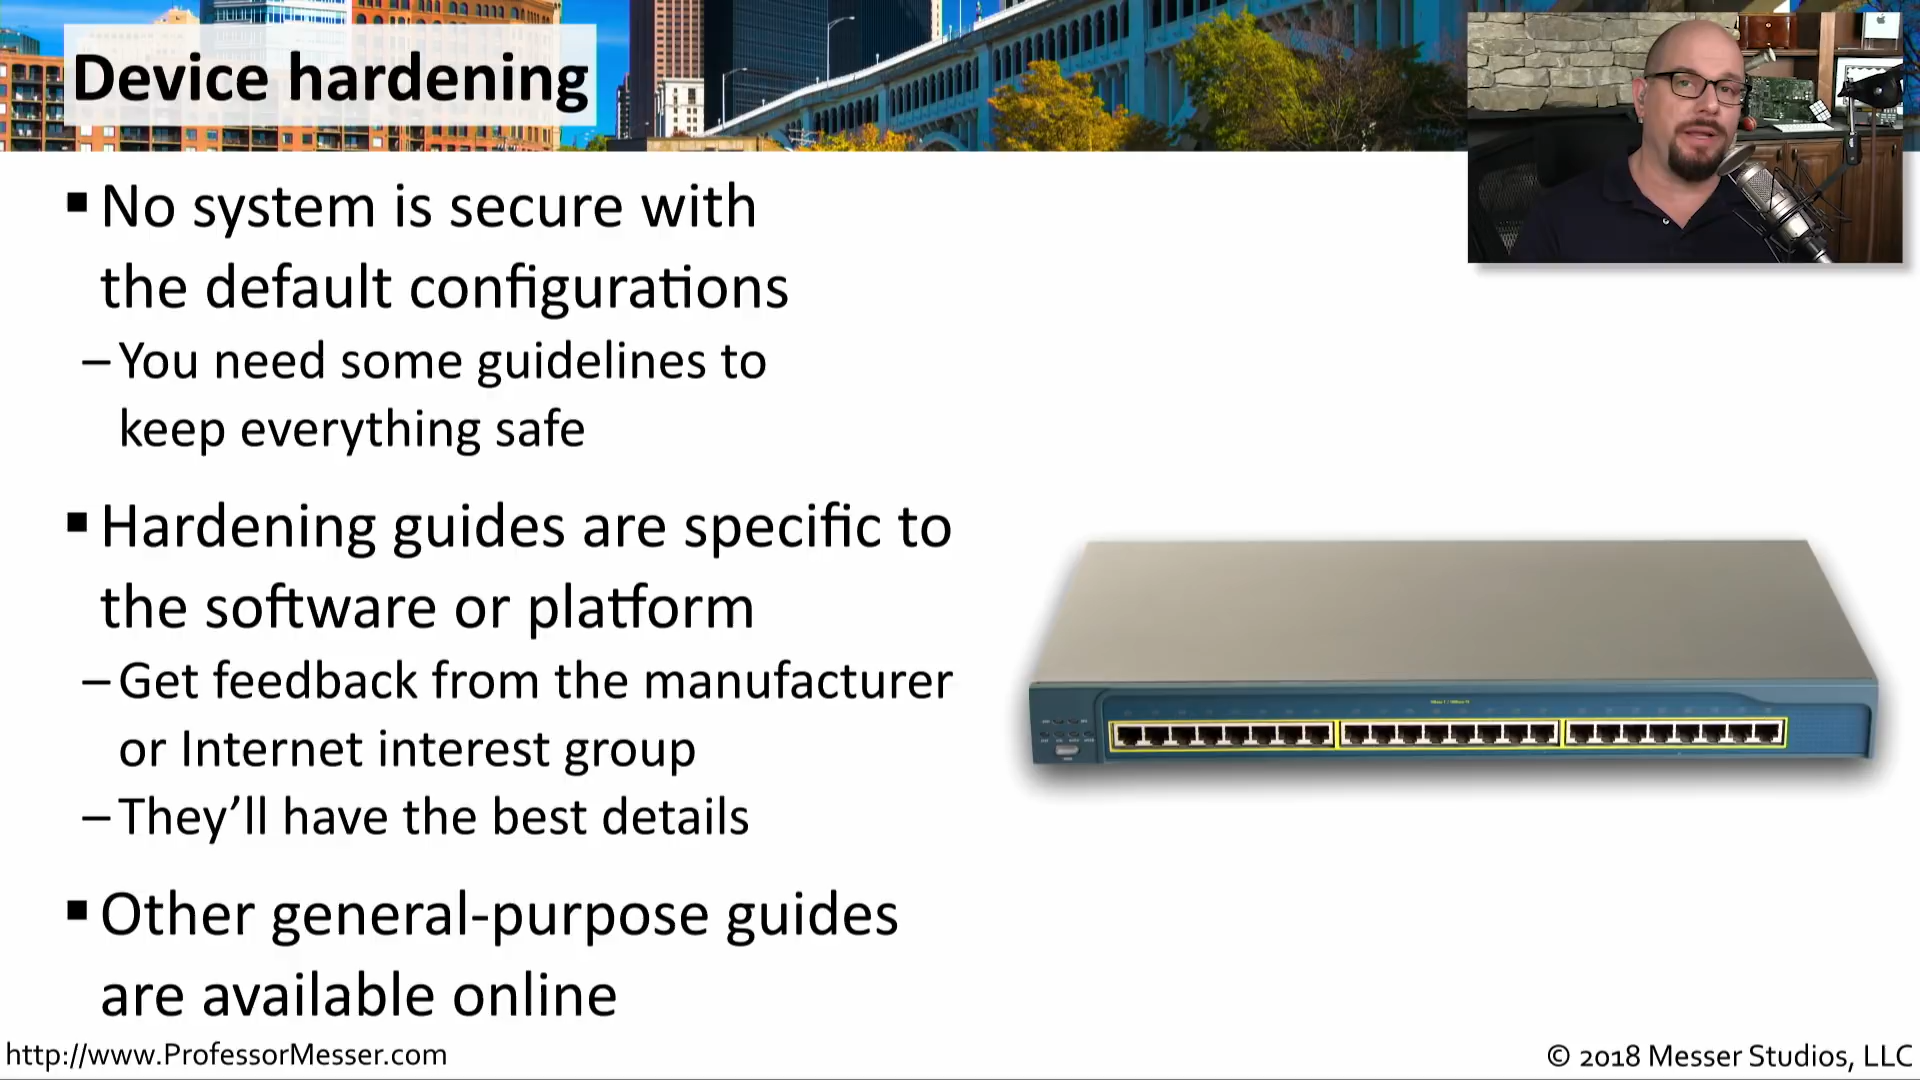 Device hardening
▪ No system is secure with
the default configurations
– You need some guidelines to
keep everything safe
▪ Hardening guides are specific to
the software or platform
– Get feedback from the manufacturer
or Internet interest group
– They’ll have the best details
▪ Other general-purpose guides
are available online
http://www.ProfessorMesser.com
© 2018 Messer Studios, LLC